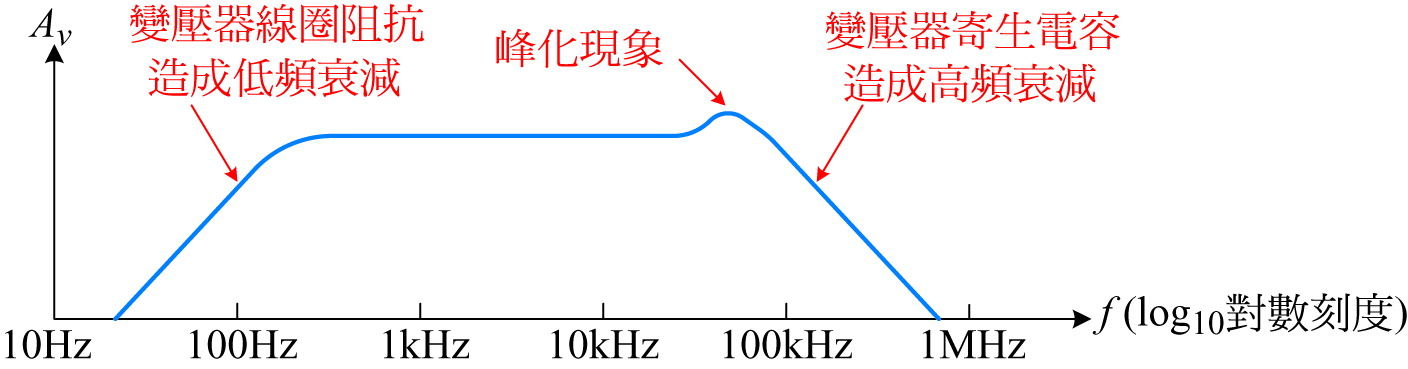 A_v
變壓器線圈阻抗
造成低頻衰減
峰化現象
變壓器寄生電容
造成高頻衰減
10Hz 100Hz 1kHz 10kHz 100kHz 1MHz
f (log₁₀對數刻度)